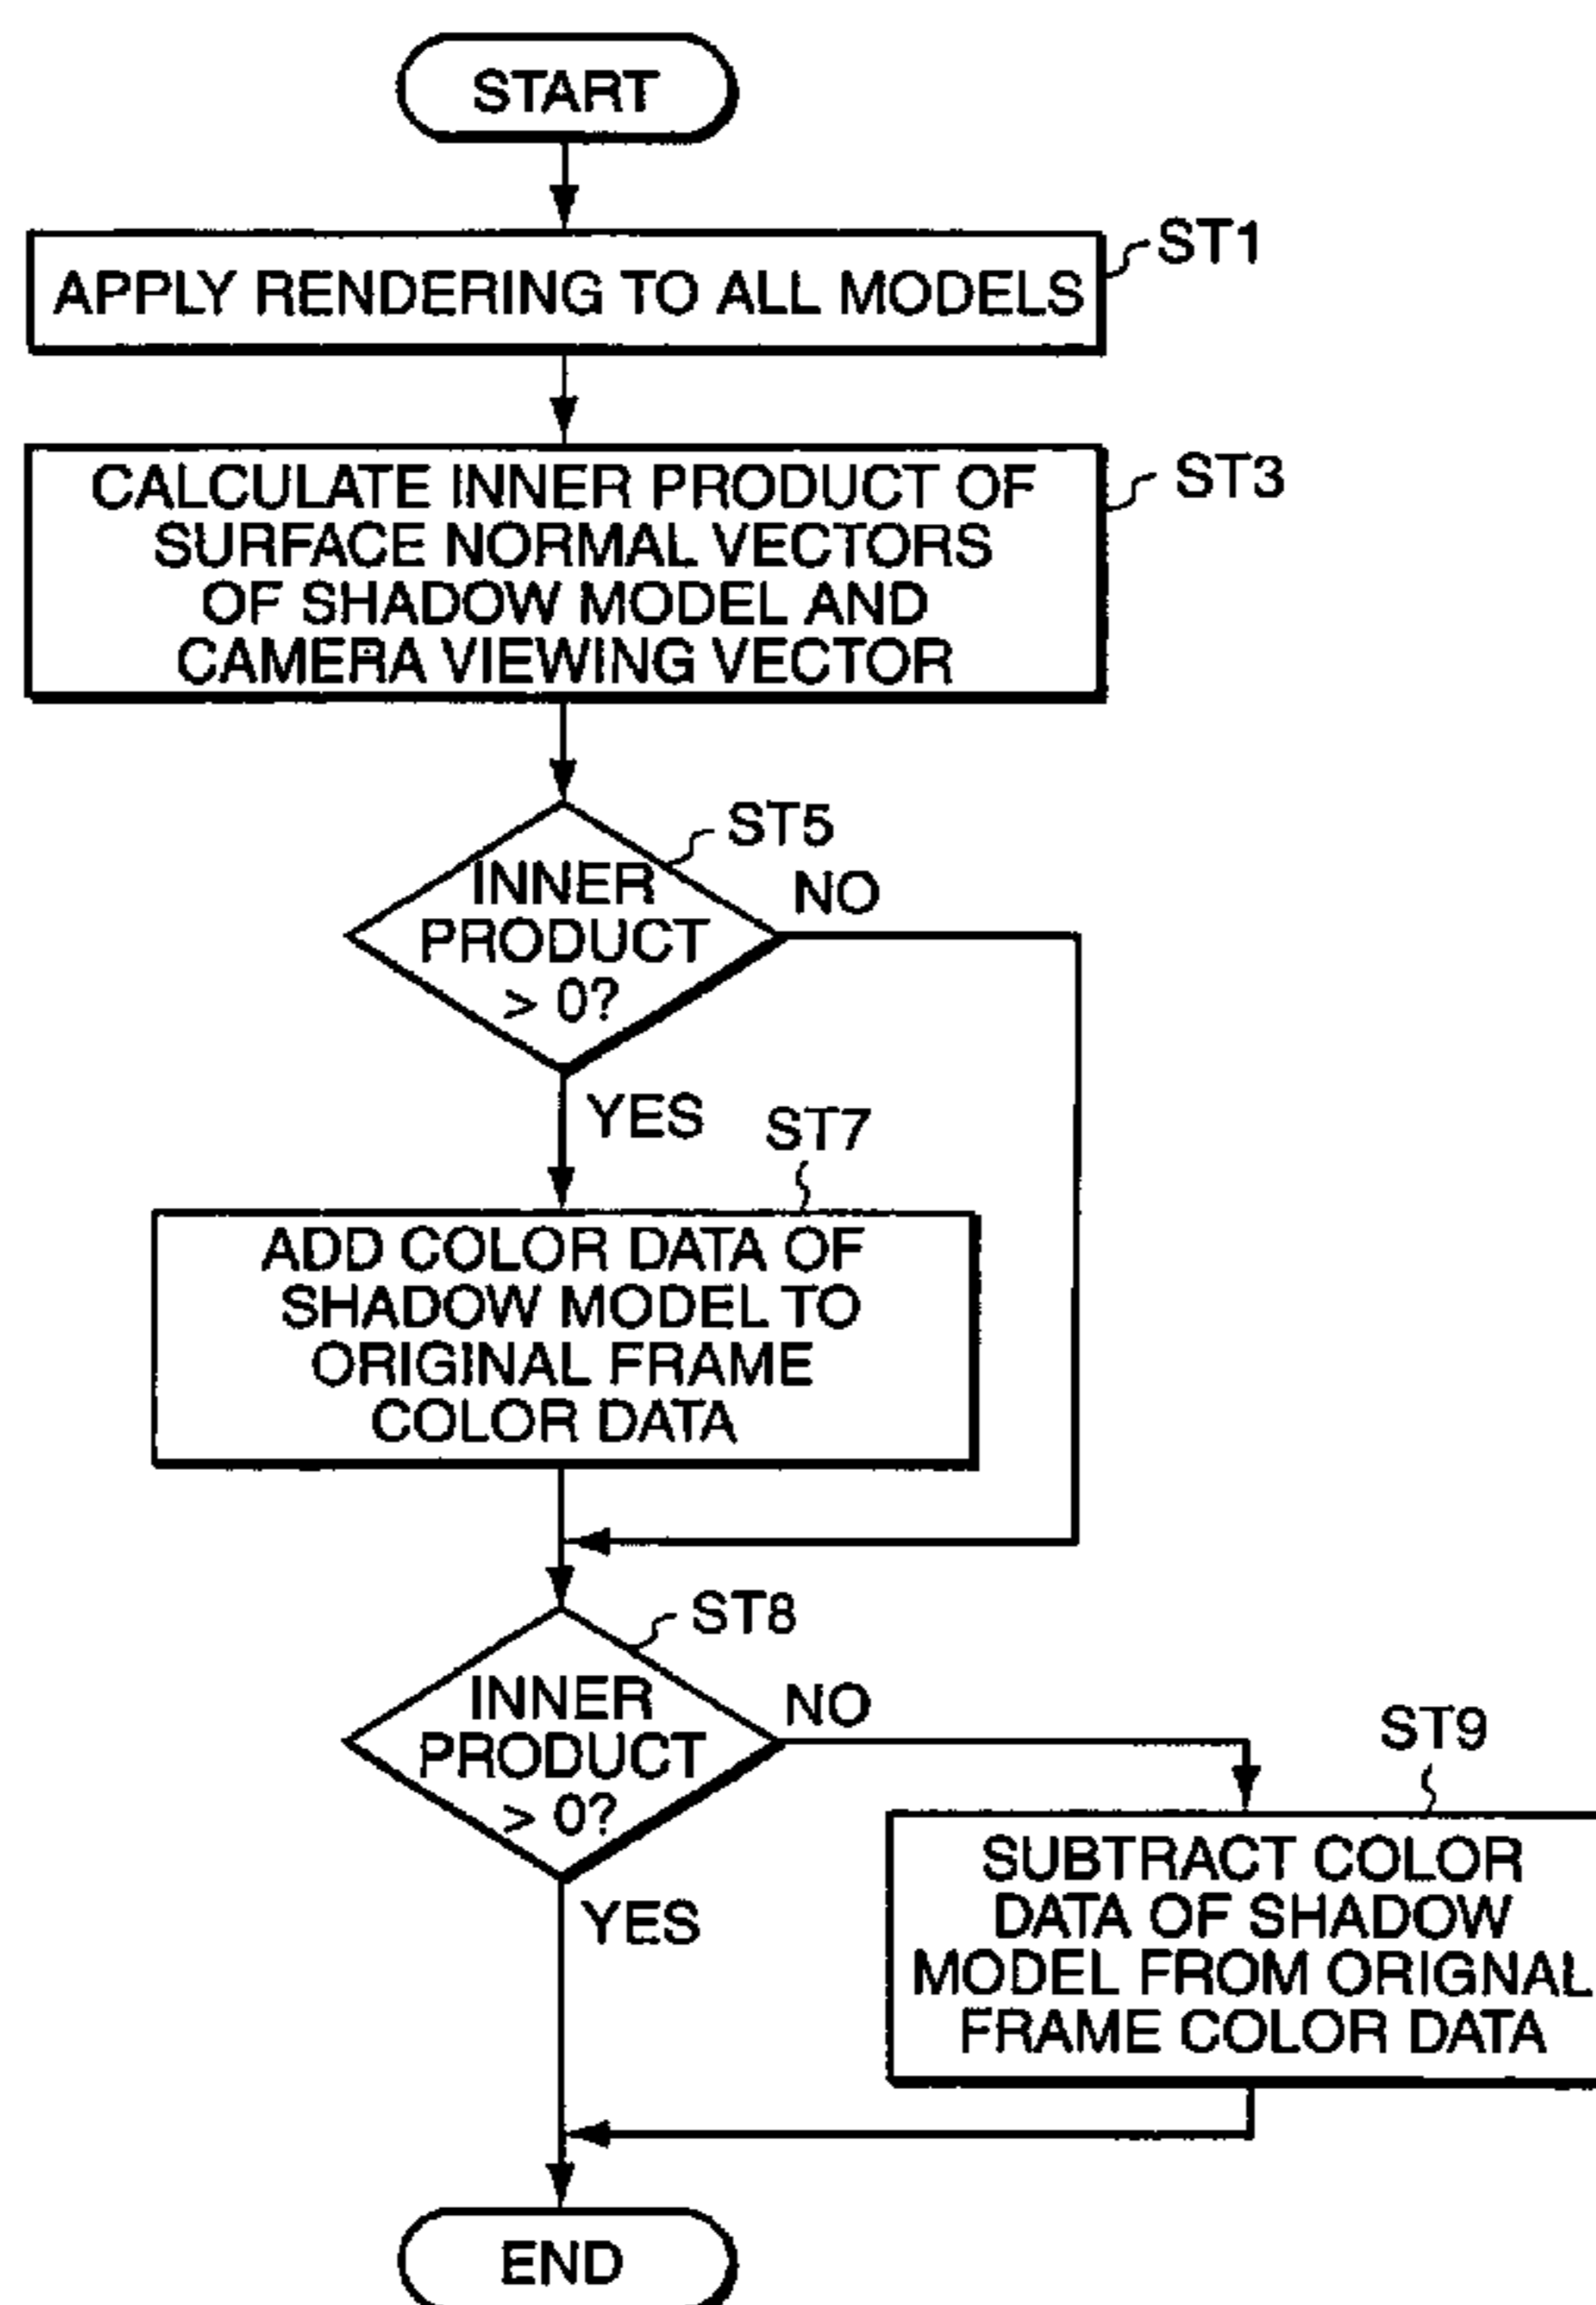 START
ST1
APPLY RENDERING TO ALL MODELS
ST3
CALCULATE INNER PRODUCT OF
SURFACE NORMAL VECTORS
OF SHADOW MODEL AND
CAMERA VIEWING VECTOR
ST5
INNER
PRODUCT
> 0?
NO
YES
ST7
ADD COLOR DATA OF
SHADOW MODEL TO
ORIGINAL FRAME
COLOR DATA
ST8
INNER
PRODUCT
> 0?
NO
YES
ST9
SUBTRACT COLOR
DATA OF SHADOW
MODEL FROM ORIGNAL
FRAME COLOR DATA
END